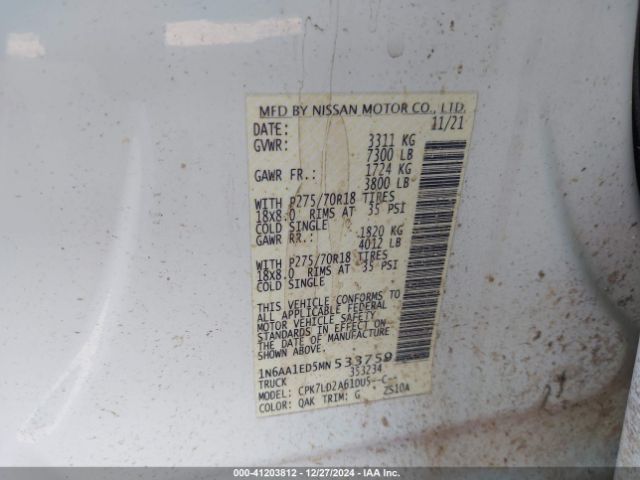 MFD BY NISSAN MOTOR CO., LTD.
DATE: 11/21
GVWR: 3311 KG
7300 LB
GAWR FR.: 1724 KG
3800 LB
WITH P275/70R18 TIRES
18x8.0 RIMS AT 35 PSI
COLD SINGLE
GAWR RR.: 1820 KG
4012 LB
WITH P275/70R18 TIRES
18x8.0 RIMS AT 35 PSI
COLD SINGLE
THIS VEHICLE CONFORMS TO
ALL APPLICABLE FEDERAL
MOTOR VEHICLE SAFETY
STANDARDS IN EFFECT ON
THE DATE OF MANUFACTURE
SHOWN ABOVE.
1N6AA1ED5MN533759
TRUCK 353234
MODEL: CPK7LD2A61DUS--C-
COLOR: QAK TRIM: G ZS10A
000-41203812 - 12/27/2024 - IAA Inc.